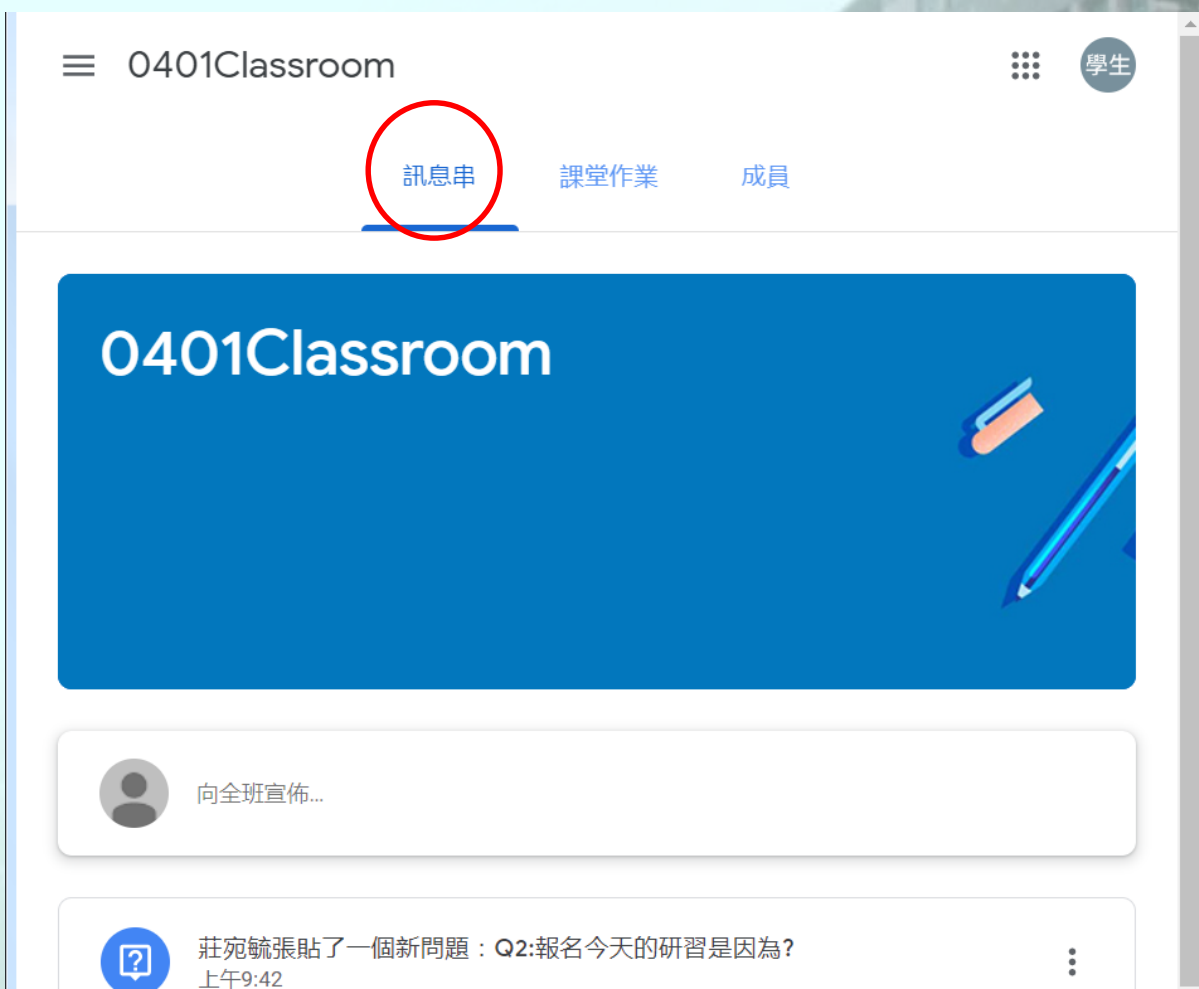 0401Classroom
學生
訊息串 課堂作業 成員
0401Classroom
向全班宣佈...
莊宛毓張貼了一個新問題：Q2:報名今天的研習是因為?
上午9:42